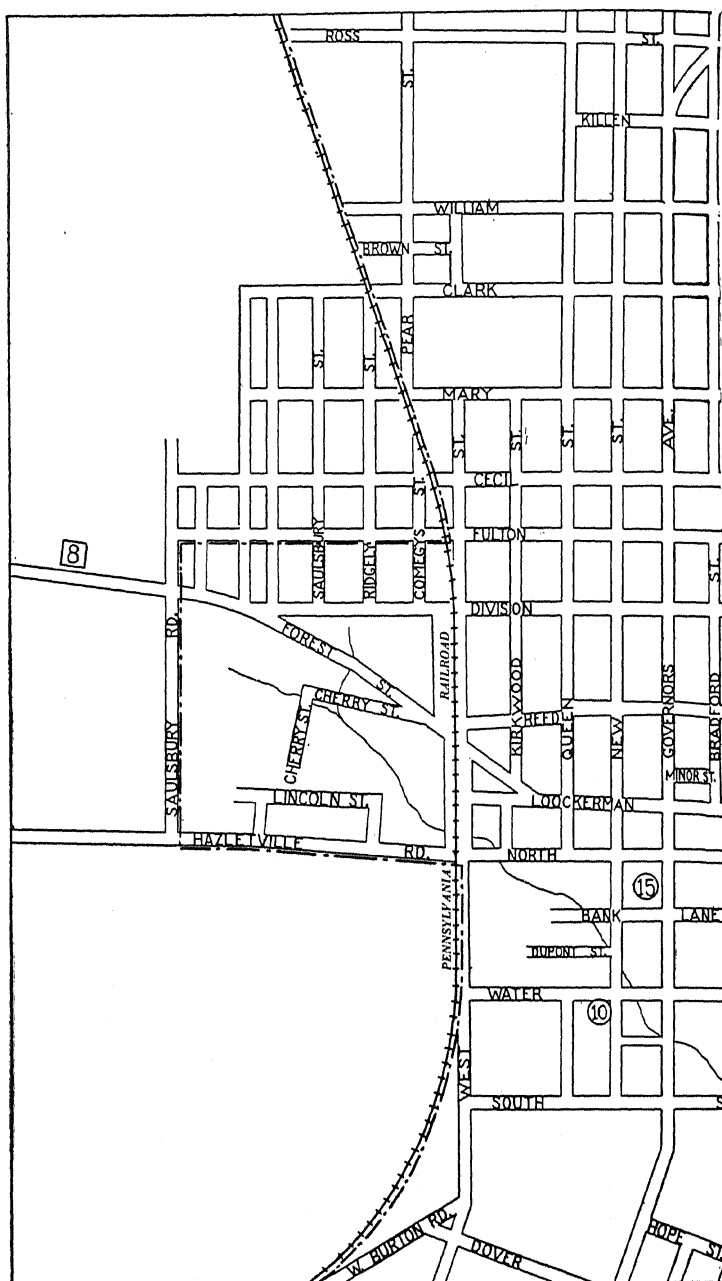 ROSS ST.
ST.
KILLEN
WILLIAM
BROWN ST.
CLARK
PEAR
ST.
ST.
MARY
ST.
ST.
ST.
ST.
AVE.
CECIL
ST.
FULTON
8
SAULSBURY
RIDGELY
COMEGYS
ST.
DIVISION
RD.
FOREST ST.
RAILROAD
KIRKWOOD
QUEEN
NEW
GOVERNORS
BRADFORD
CHERRY ST.
CHERRY ST.
REED
SAULSBURY
MINOR ST.
LINCOLN ST.
LOOCKERMAN
HAZLETVILLE RD.
NORTH
15
PENNSYLVANIA
BANK LANE
DUPONT ST.
WATER
10
WEST
SOUTH S
W BURTON RD.
DOVER
HOPE ST.